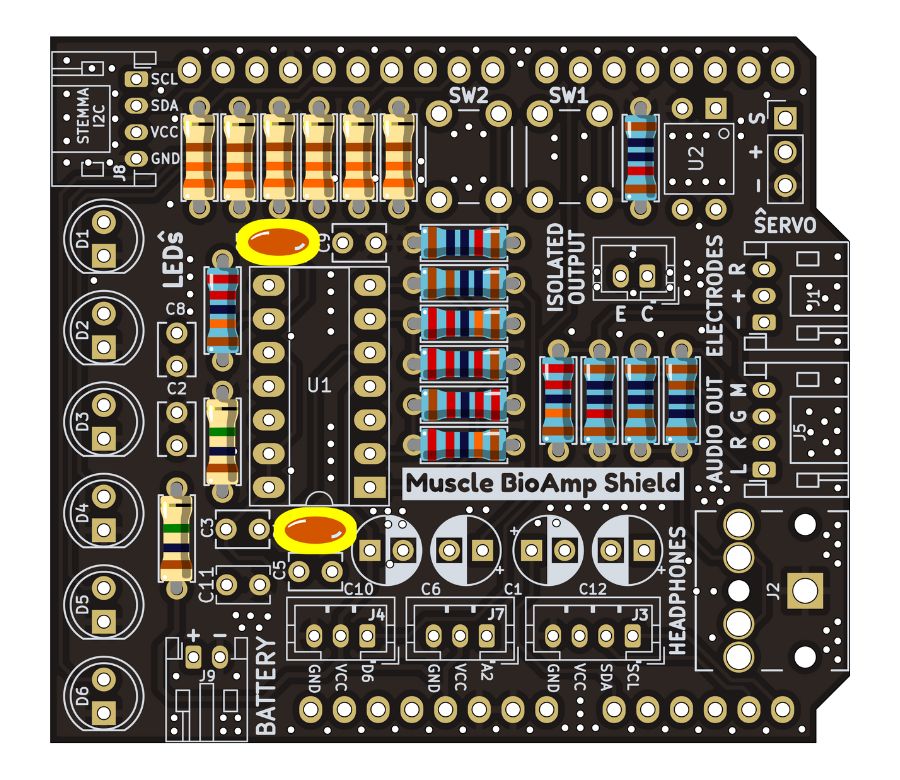 SCL
SDA
VCC
GND
STEMMA
I2C
J8
SW2
SW1
U2
S
+
−
SERVO
D1
LEDs
ISOLATED
OUTPUT
E C
ELECTRODES
R
+
−
J1
C8
D2
C2
U1
D3
AUDIO OUT
L R G M
J5
Muscle BioAmp Shield
D4
C3
C5
C11
C10
C6
+
C1
+
C12
HEADPHONES
J2
D5
J4
J7
J3
+ −
J9
BATTERY
GND
VCC
D6
GND
VCC
A2
GND
VCC
SDA
SCL
D6